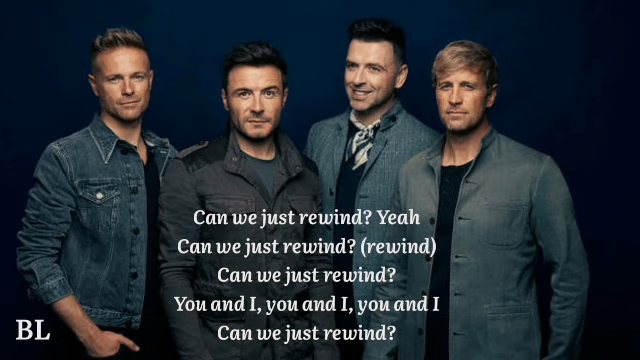 Can we just rewind? Yeah
Can we just rewind? (rewind)
Can we just rewind?
You and I, you and I, you and I
Can we just rewind?
BL